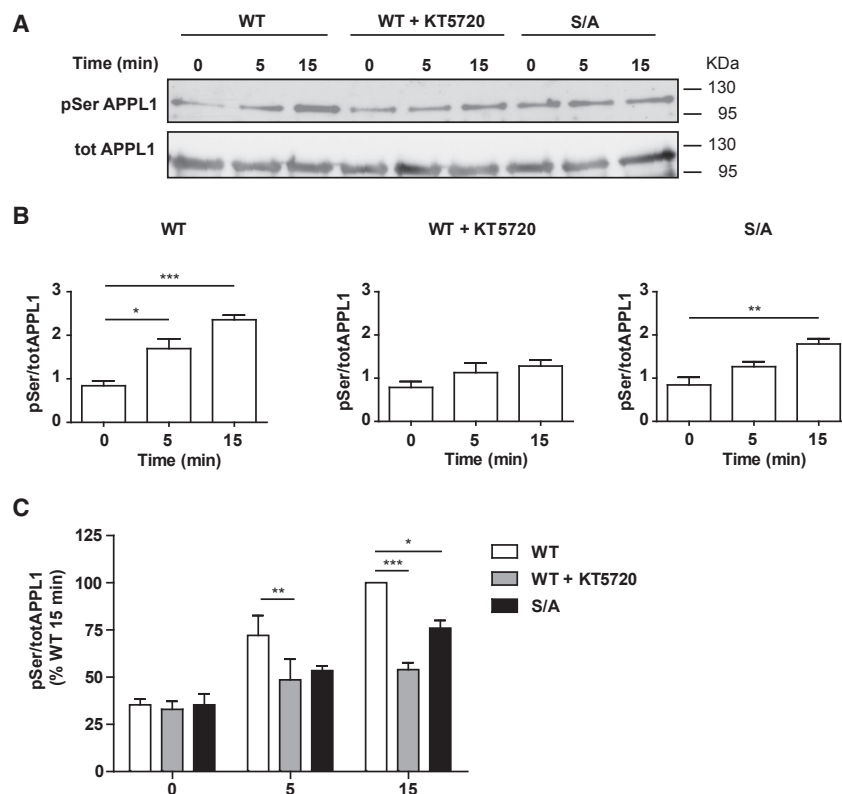 A
WT WT + KT5720 S/A
Time (min) 0 5 15 0 5 15 0 5 15 KDa
pSer APPL1 130
95
tot APPL1 130
95
B
WT WT + KT5720 S/A
pSer/totAPPL1
3
2
1
0
*
***
0 5 15
Time (min)
pSer/totAPPL1
3
2
1
0
0 5 15
Time (min)
pSer/totAPPL1
3
2
1
0
**
0 5 15
Time (min)
C
pSer/totAPPL1
(% WT 15 min)
125
100
75
50
25
0
**
*
***
0 5 15
WT
WT + KT5720
S/A